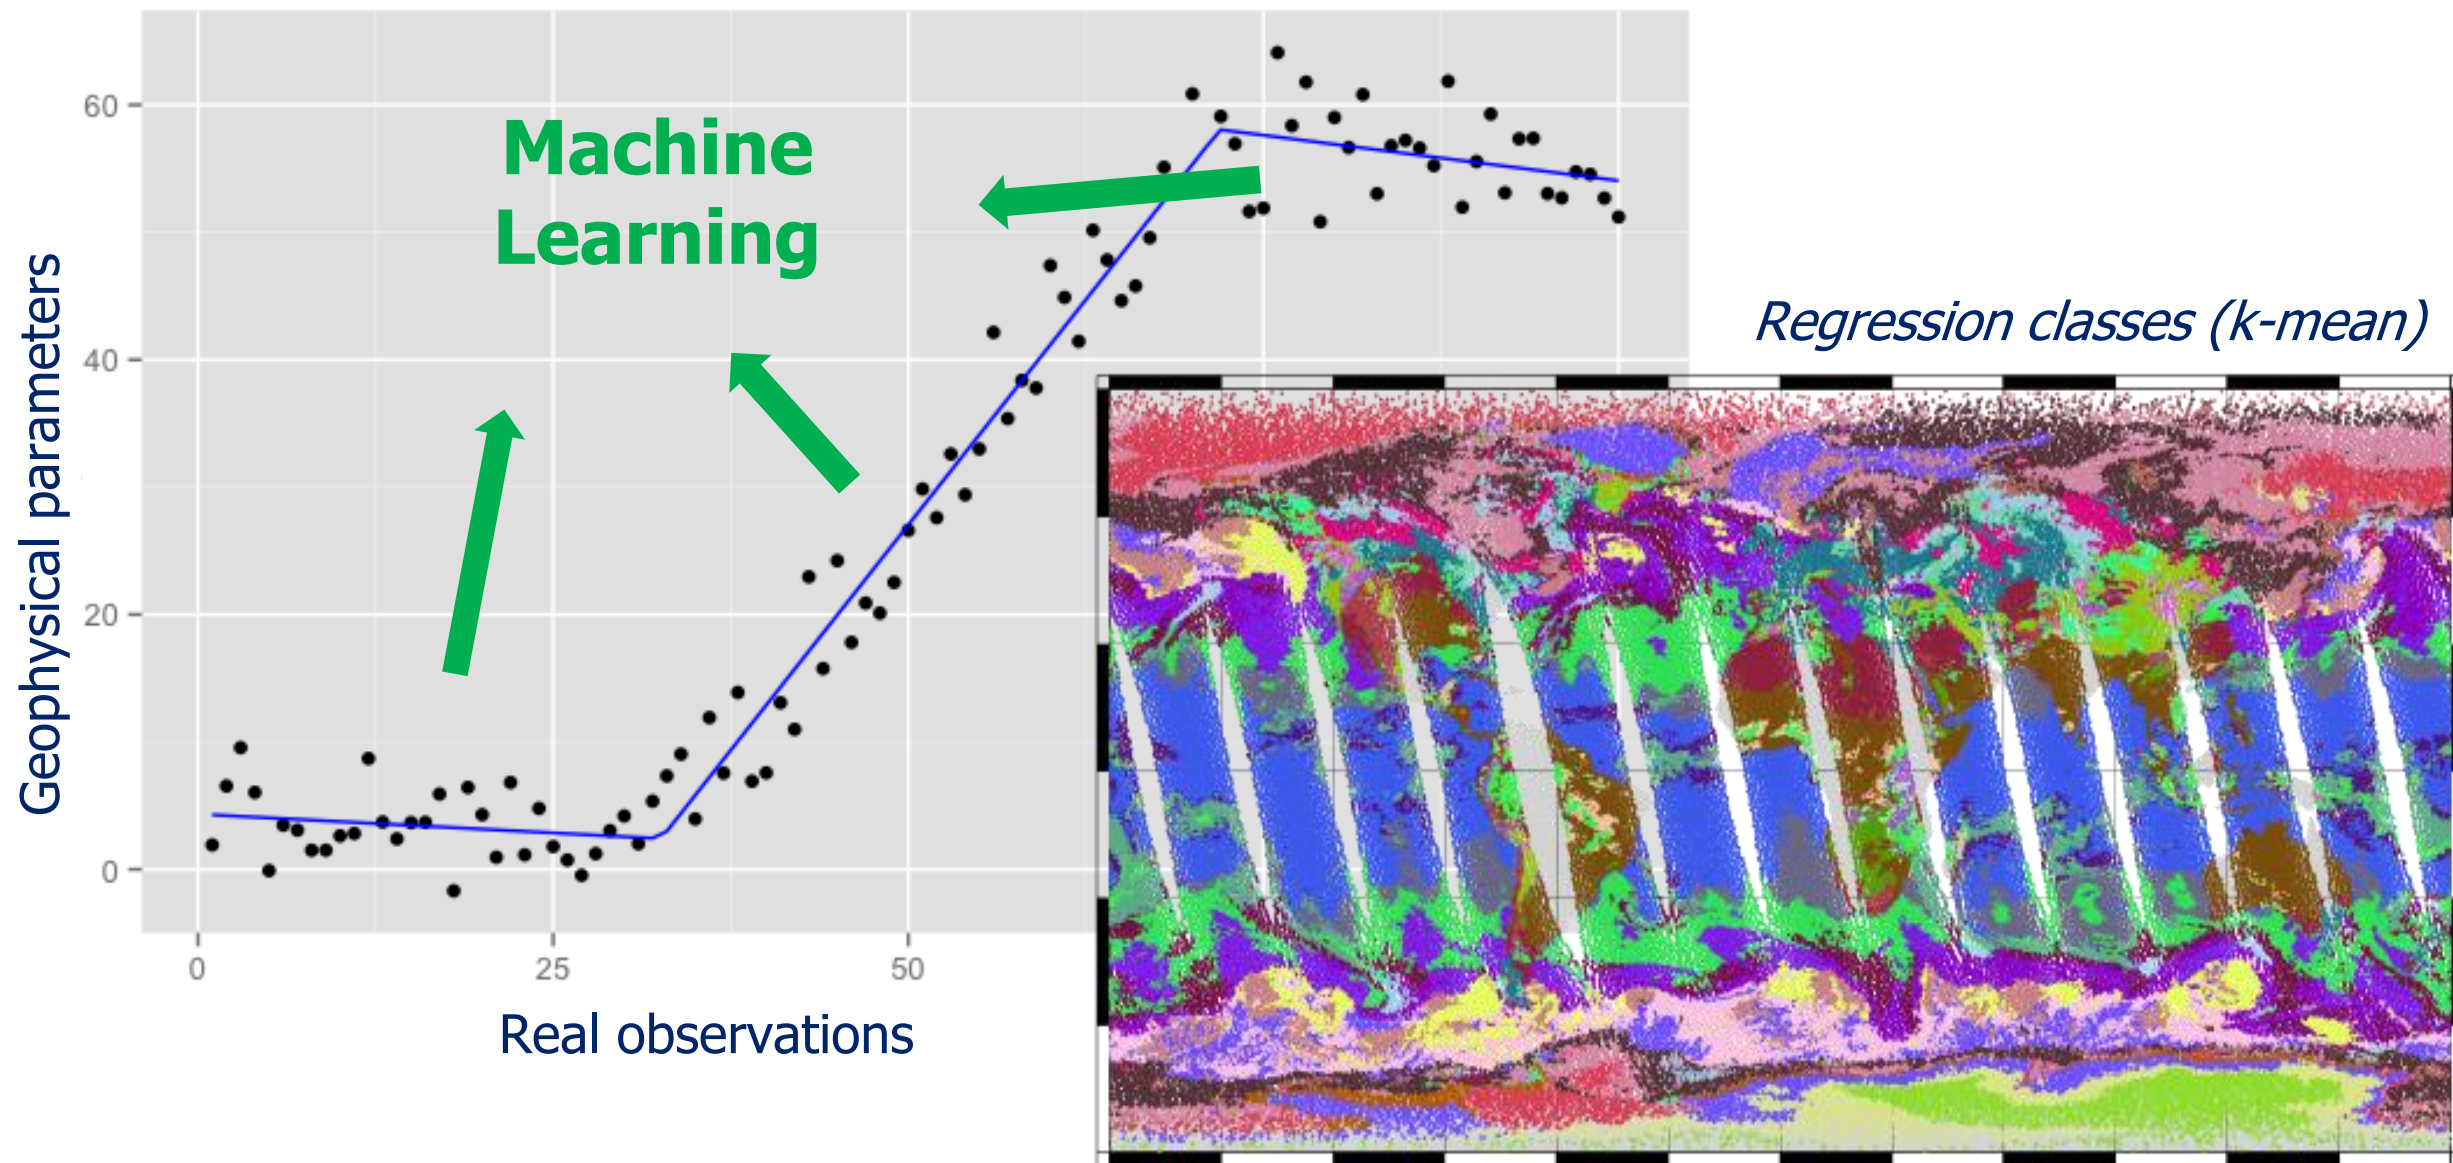 60
Machine
Learning
Geophysical parameters
Regression classes (k-mean)
40
20
0
0
25
50
Real observations